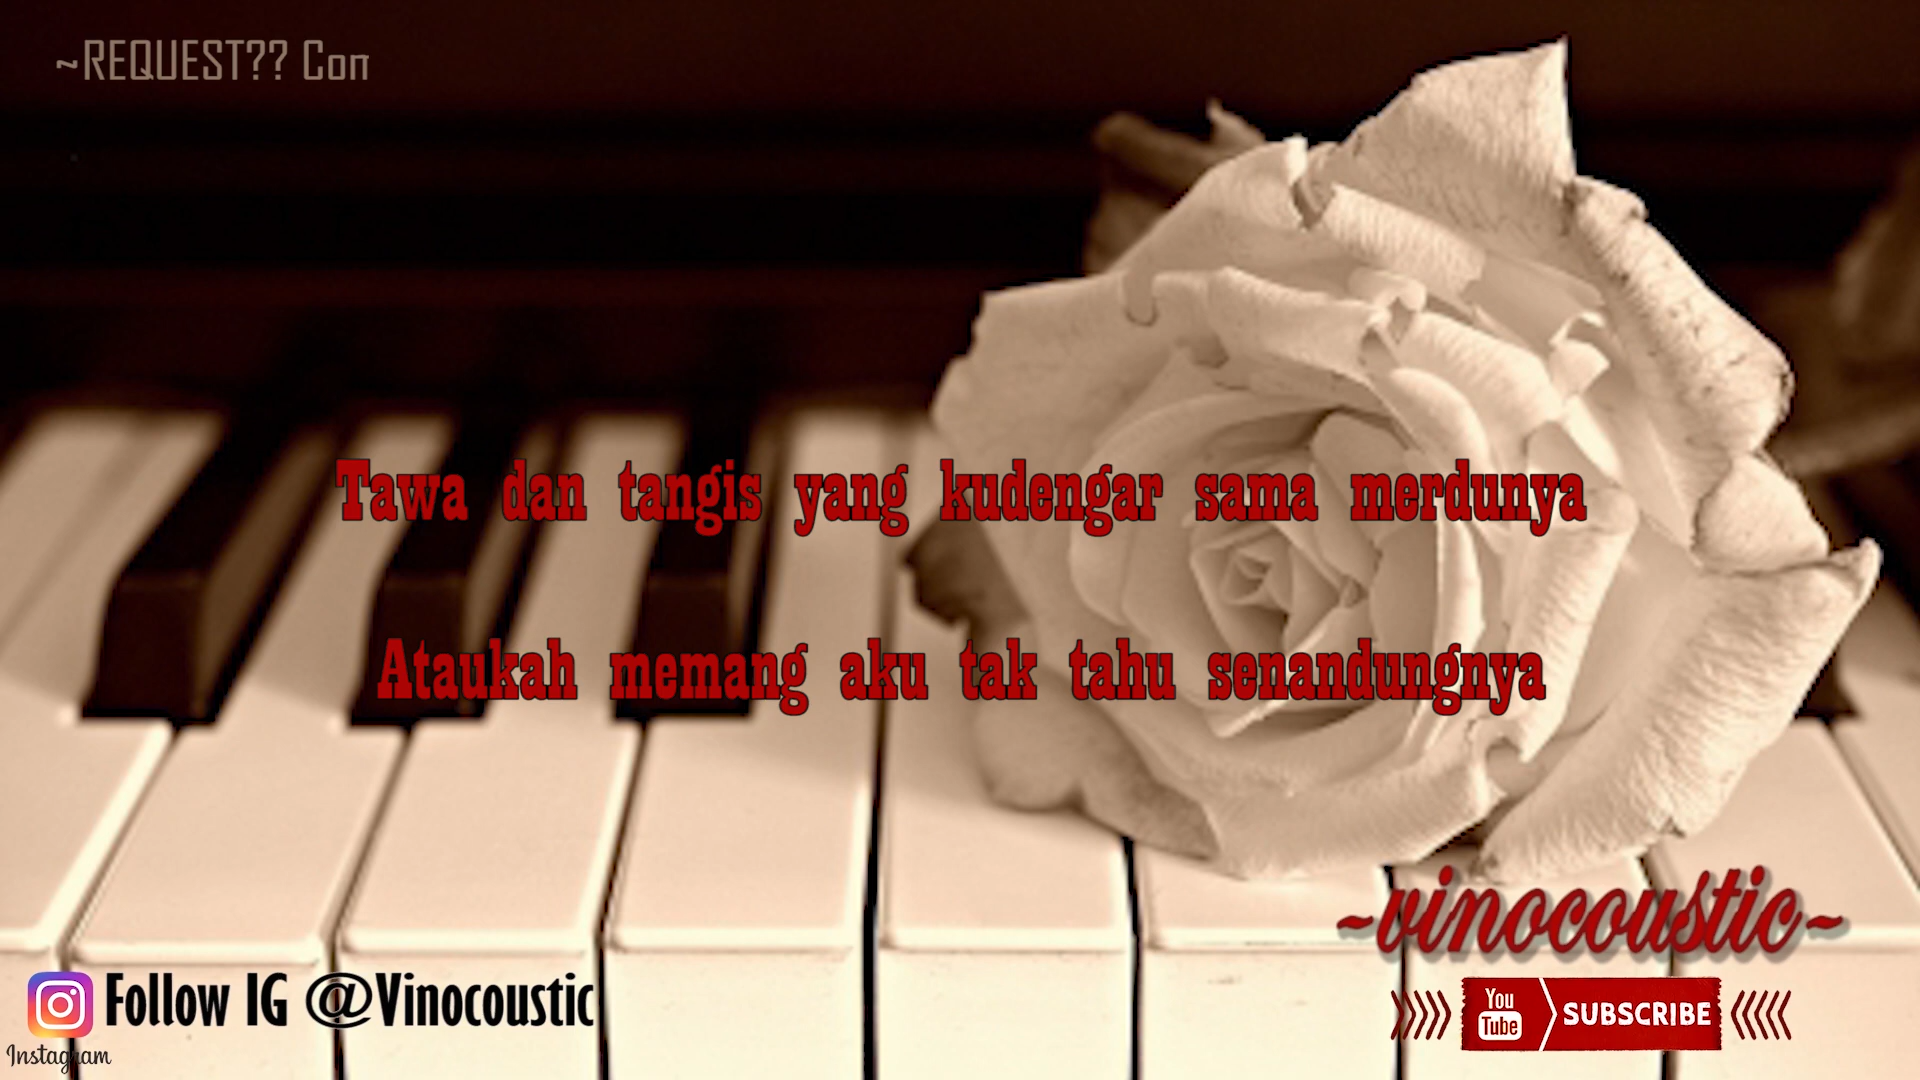 ~REQUEST?? Con
Tawa dan tangis yang kudengar sama merdunya
Ataukah memang aku tak tahu senandungnya
~vinocoustic~
Follow IG @Vinocoustic
Instagram
You
Tube
SUBSCRIBE